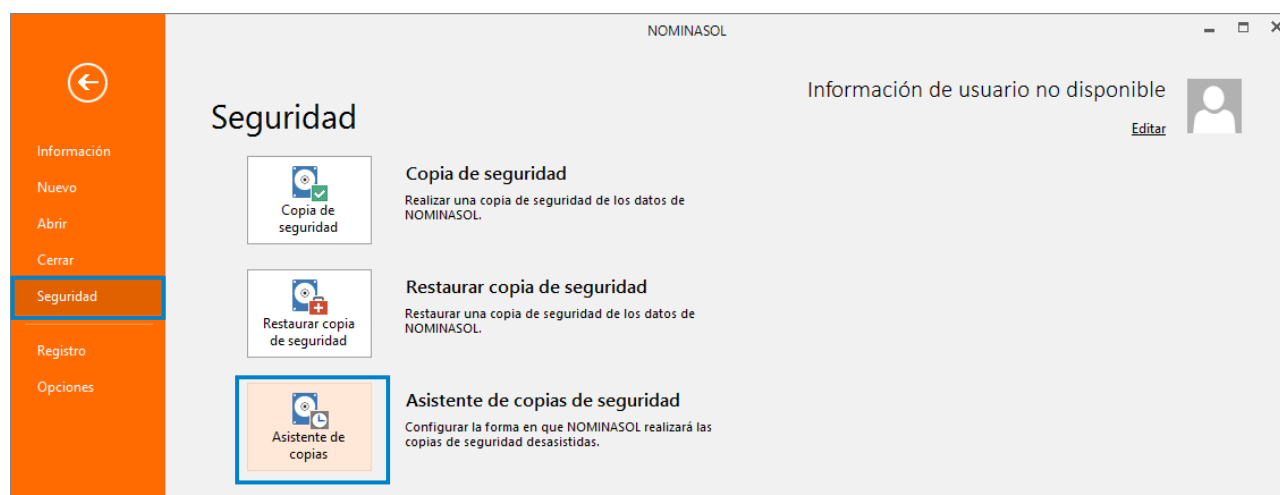 NOMINASOL
Información de usuario no disponible
Editar
Información
Nuevo
Abrir
Cerrar
Seguridad
Registro
Opciones
Seguridad
Copia de
seguridad
Copia de seguridad
Realizar una copia de seguridad de los datos de
NOMINASOL.
Restaurar copia
de seguridad
Restaurar copia de seguridad
Restaurar una copia de seguridad de los datos de
NOMINASOL.
Asistente de
copias
Asistente de copias de seguridad
Configurar la forma en que NOMINASOL realizará las
copias de seguridad desasistidas.